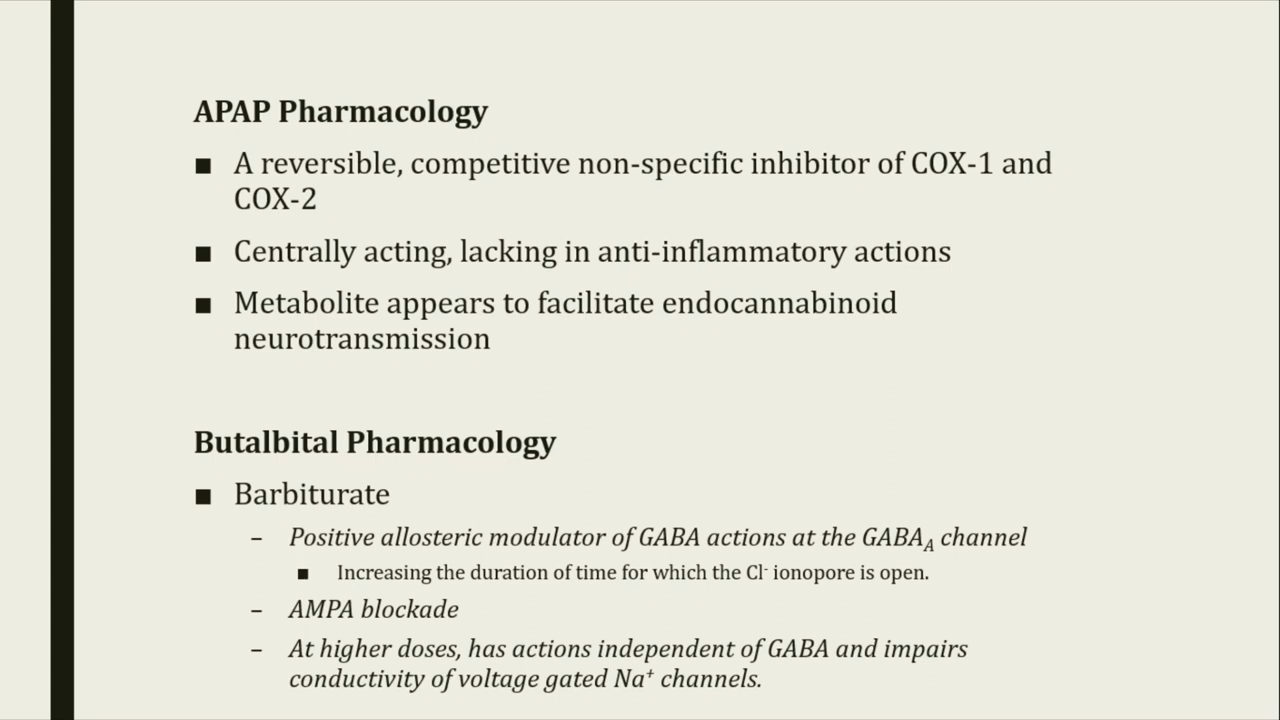 APAP Pharmacology
■ A reversible, competitive non-specific inhibitor of COX-1 and
COX-2
■ Centrally acting, lacking in anti-inflammatory actions
■ Metabolite appears to facilitate endocannabinoid
neurotransmission
Butalbital Pharmacology
■ Barbiturate
– Positive allosteric modulator of GABA actions at the GABA_A channel
■ Increasing the duration of time for which the Cl⁻ ionopore is open.
– AMPA blockade
– At higher doses, has actions independent of GABA and impairs
conductivity of voltage gated Na⁺ channels.